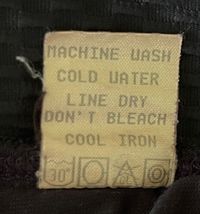 MACHINE WASH
COLD WATER
LINE DRY
DON'T BLEACH
COOL IRON
30°